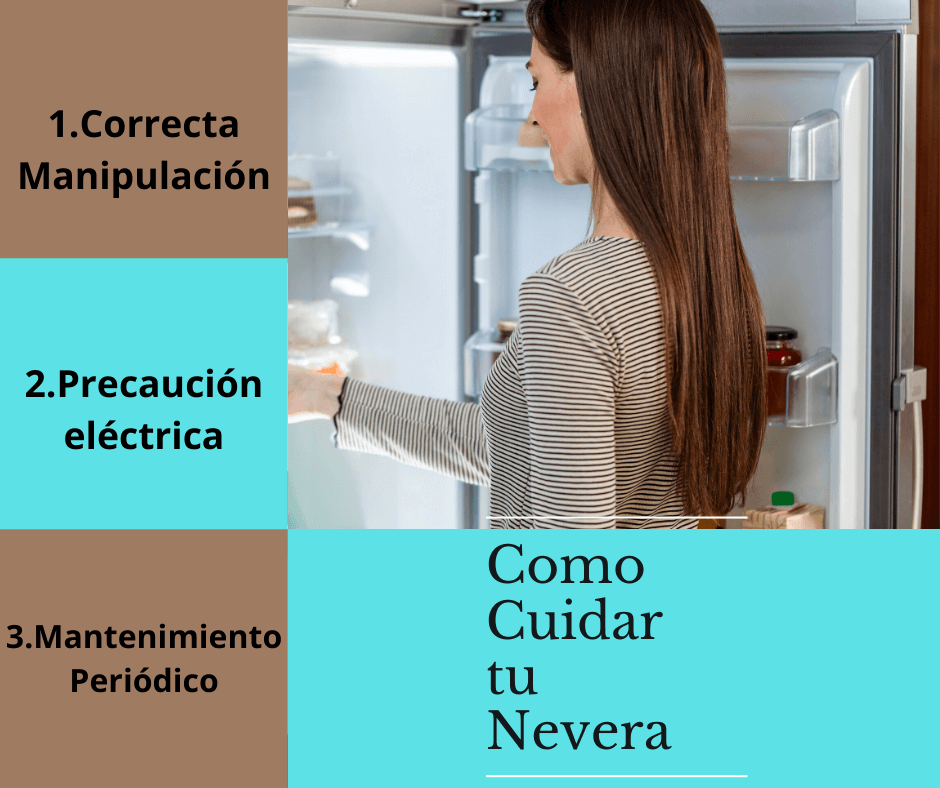 1.Correcta
Manipulación
2.Precaución
eléctrica
3.Mantenimiento
Periódico
Como
Cuidar
tu
Nevera